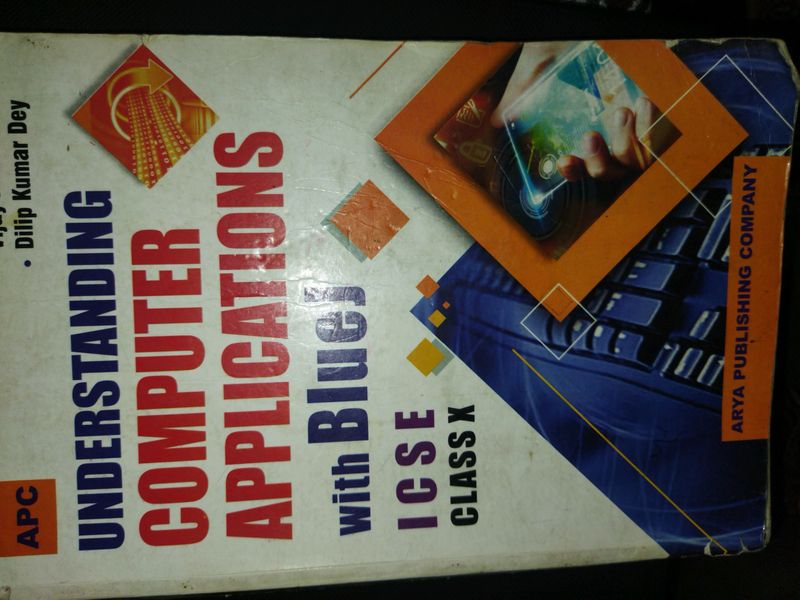 • Dilip Kumar Dey
UNDERSTANDING
COMPUTER
APPLICATIONS
with BlueJ
ICSE
CLASS X
APC
ARYA PUBLISHING COMPANY